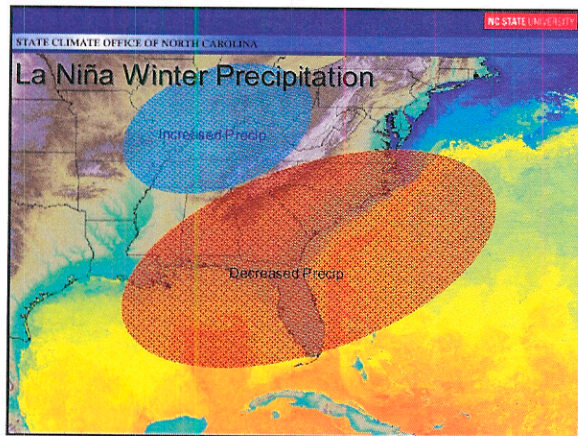 NC STATE UNIVERSITY
STATE CLIMATE OFFICE OF NORTH CAROLINA
La Niña Winter Precipitation
Increased Precip
Decreased Precip